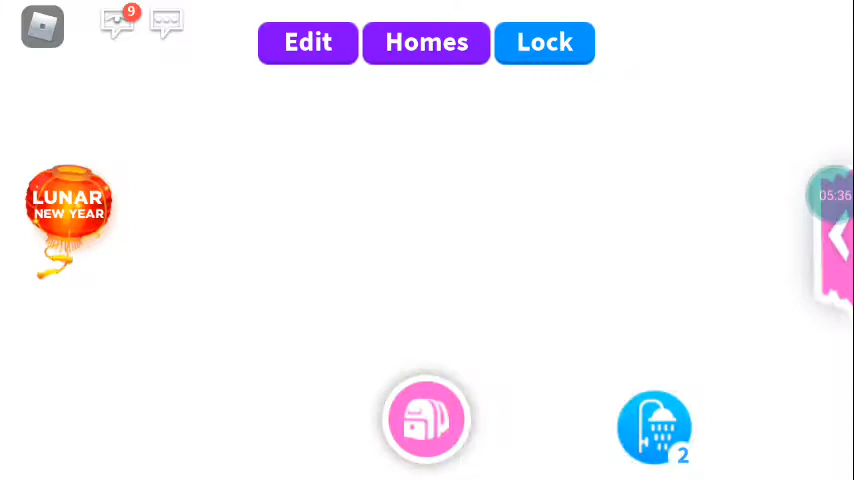 9
Edit
Homes
Lock
LUNAR
NEW YEAR
05:36
2